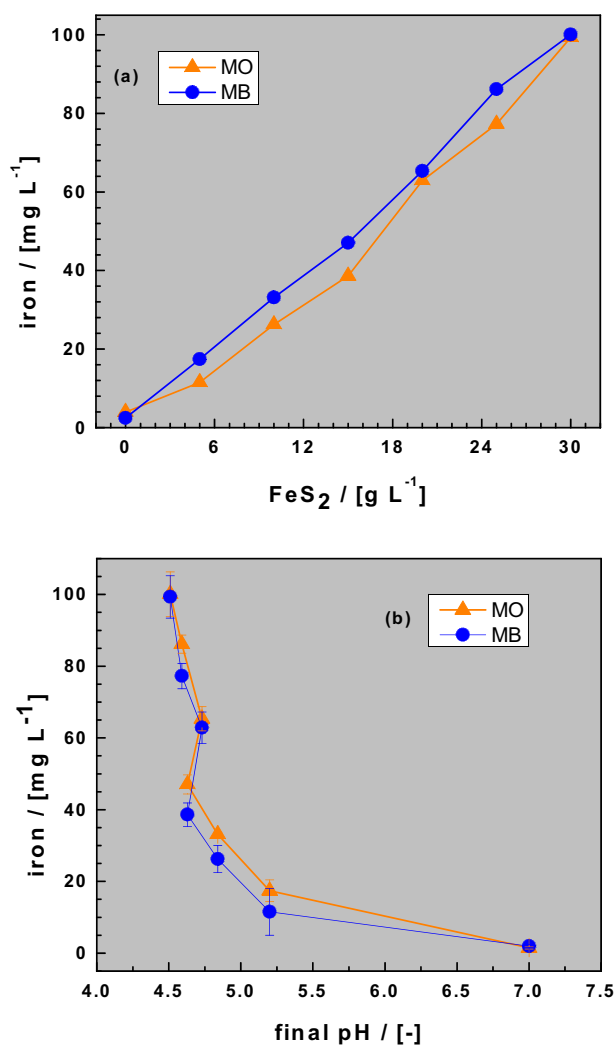 (a)
MO
MB
100
80
60
40
20
0
iron / [mg L-1]
0 6 12 18 24 30
FeS2 / [g L-1]
(b)
MO
MB
100
80
60
40
20
0
iron / [mg L-1]
4.0 4.5 5.0 5.5 6.0 6.5 7.0 7.5
final pH / [-]